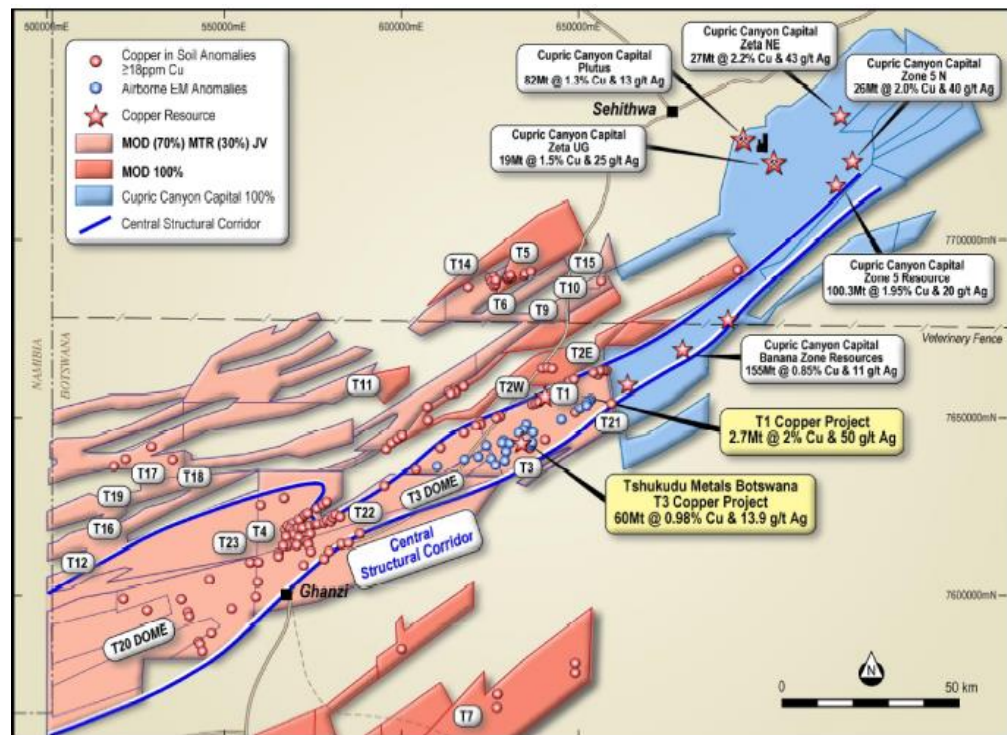 500000mE
550000mE
600000mE
650000mE
Copper in Soil Anomalies
≥18ppm Cu
Airborne EM Anomalies
Copper Resource
MOD (70%) MTR (30%) JV
MOD 100%
Cupric Canyon Capital 100%
Central Structural Corridor
Cupric Canyon Capital
Plutus
82Mt @ 1.3% Cu & 13 g/t Ag
Cupric Canyon Capital
Zeta NE
27Mt @ 2.2% Cu & 43 g/t Ag
Cupric Canyon Capital
Zone 5 N
26Mt @ 2.0% Cu & 40 g/t Ag
Sehithwa
Cupric Canyon Capital
Zeta UG
19Mt @ 1.5% Cu & 25 g/t Ag
7700000mN
Cupric Canyon Capital
Zone 5 Resource
100.3Mt @ 1.95% Cu & 20 g/t Ag
T14
T5
T15
T6
T10
T9
NAMIBIA
BOTSWANA
Veterinary Fence
Cupric Canyon Capital
Banana Zone Resources
155Mt @ 0.85% Cu & 11 g/t Ag
T2E
T11
T2W
T1
T21
7650000mN
T1 Copper Project
2.7Mt @ 2% Cu & 50 g/t Ag
T17
T18
T19
T16
T12
T3
T3 DOME
Tshukudu Metals Botswana
T3 Copper Project
60Mt @ 0.98% Cu & 13.9 g/t Ag
T4
T22
T23
Central
Structural Corridor
Ghanzi
7600000mN
T20 DOME
T7
N
0
50 km